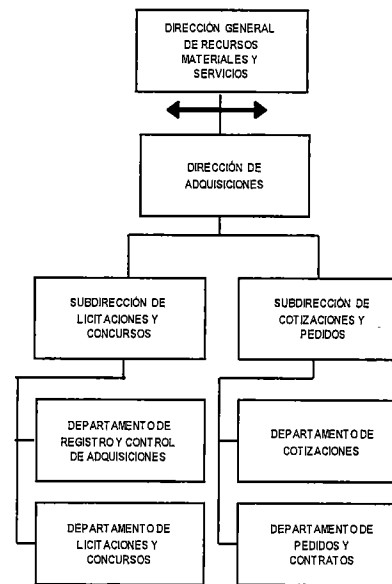 DIRECCIÓN GENERAL
DE RECURSOS
MATERIALES Y
SERVICIOS
DIRECCIÓN DE
ADQUISICIONES
SUBDIRECCIÓN DE
LICITACIONES Y
CONCURSOS
SUBDIRECCIÓN DE
COTIZACIONES Y
PEDIDOS
DEPARTAMENTO DE
REGISTRO Y CONTROL
DE ADQUISICIONES
DEPARTAMENTO DE
COTIZACIONES
DEPARTAMENTO DE
LICITACIONES Y
CONCURSOS
DEPARTAMENTO DE
PEDIDOS Y
CONTRATOS